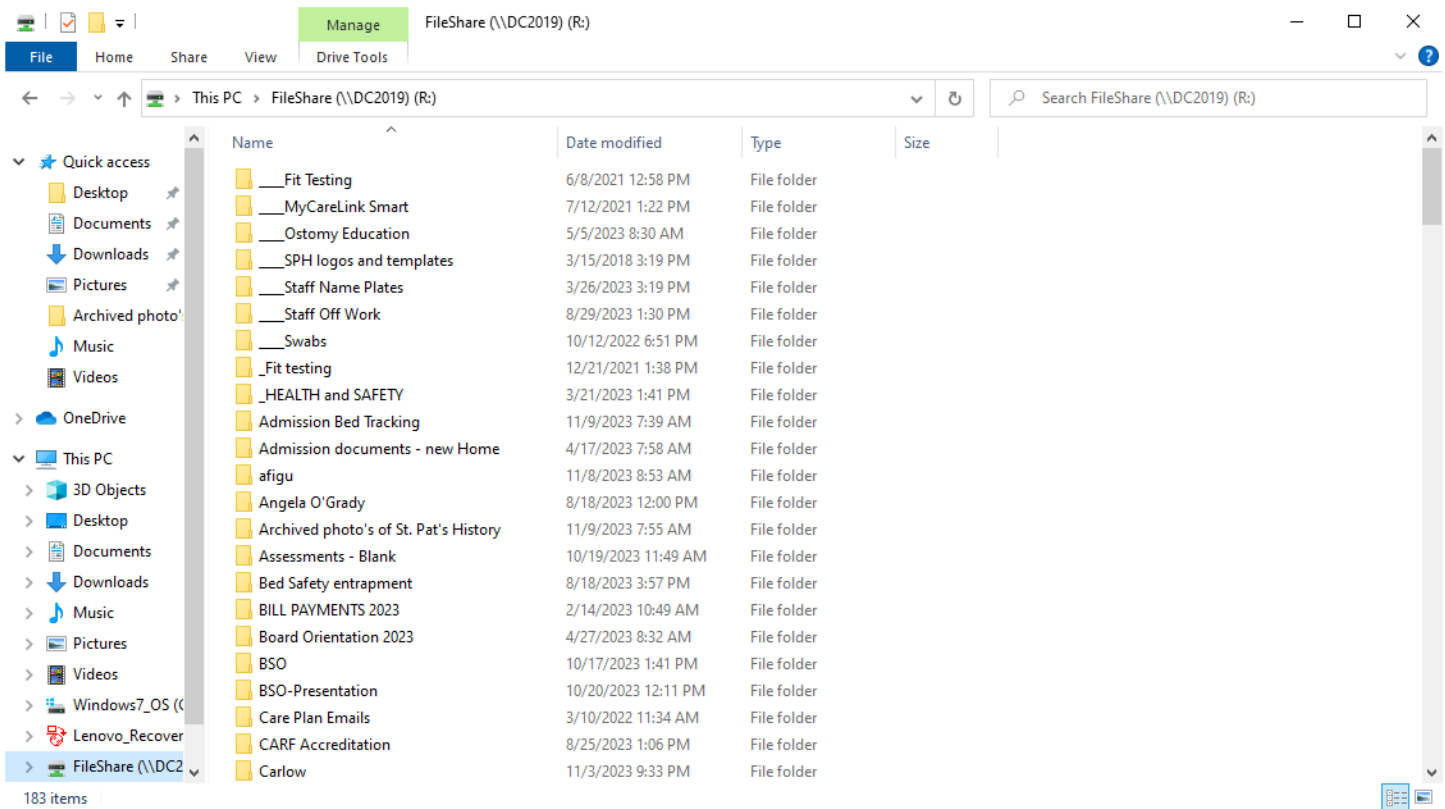 Manage
FileShare (\\DC2019) (R:)
File
Home
Share
View
Drive Tools
This PC
FileShare (\\DC2019) (R:)
Search FileShare (\\DC2019) (R:)
Quick access
Desktop
Documents
Downloads
Pictures
Archived photo's
Music
Videos
OneDrive
This PC
3D Objects
Desktop
Documents
Downloads
Music
Pictures
Videos
Windows7_OS (C
Lenovo_Recover
FileShare (\\DC2
Name Date modified Type Size
___Fit Testing 6/8/2021 12:58 PM File folder
___MyCareLink Smart 7/12/2021 1:22 PM File folder
___Ostomy Education 5/5/2023 8:30 AM File folder
___SPH logos and templates 3/15/2018 3:19 PM File folder
___Staff Name Plates 3/26/2023 3:19 PM File folder
___Staff Off Work 8/29/2023 1:30 PM File folder
___Swabs 10/12/2022 6:51 PM File folder
_Fit testing 12/21/2021 1:38 PM File folder
_HEALTH and SAFETY 3/21/2023 1:41 PM File folder
Admission Bed Tracking 11/9/2023 7:39 AM File folder
Admission documents - new Home 4/17/2023 7:58 AM File folder
afigu 11/8/2023 8:53 AM File folder
Angela O'Grady 8/18/2023 12:00 PM File folder
Archived photo's of St. Pat's History 11/9/2023 7:55 AM File folder
Assessments - Blank 10/19/2023 11:49 AM File folder
Bed Safety entrapment 8/18/2023 3:57 PM File folder
BILL PAYMENTS 2023 2/14/2023 10:49 AM File folder
Board Orientation 2023 4/27/2023 8:32 AM File folder
BSO 10/17/2023 1:41 PM File folder
BSO-Presentation 10/20/2023 12:11 PM File folder
Care Plan Emails 3/10/2022 11:34 AM File folder
CARF Accreditation 8/25/2023 1:06 PM File folder
Carlow 11/3/2023 9:33 PM File folder
183 items